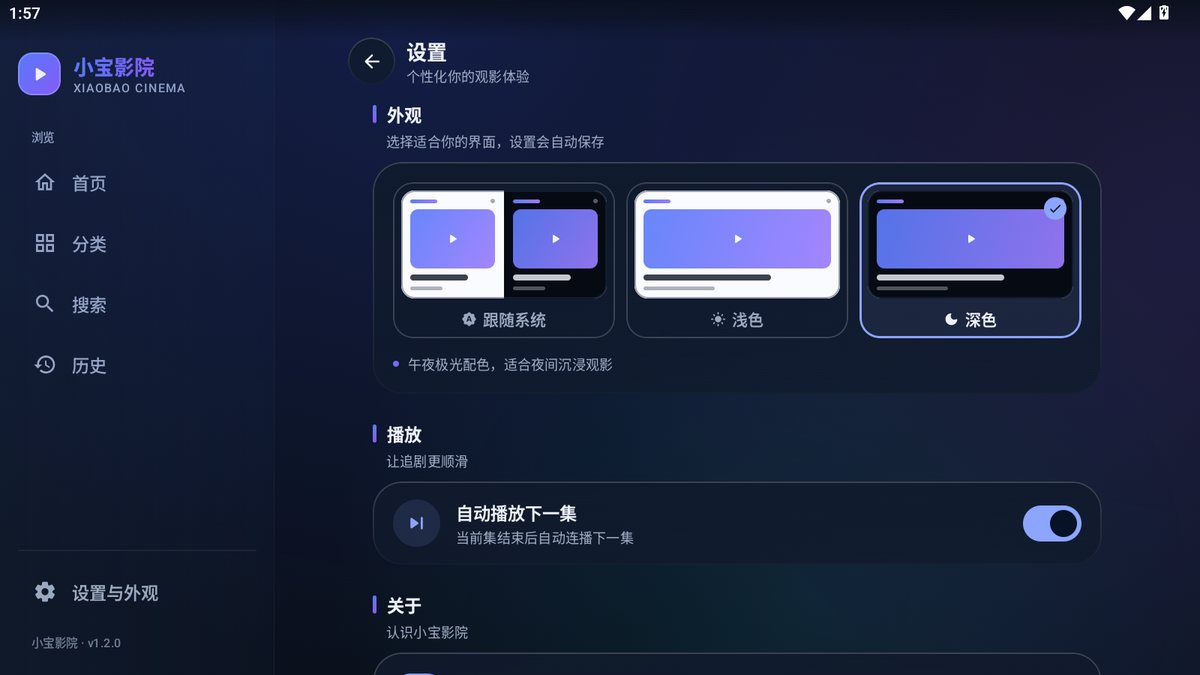 1:57
小宝影院
XIAOBAO CINEMA
浏览
首页
分类
搜索
历史
设置与外观
小宝影院 · v1.2.0
设置
个性化你的观影体验
外观
选择适合你的界面，设置会自动保存
A 跟随系统
浅色
深色
午夜极光配色，适合夜间沉浸观影
播放
让追剧更顺滑
自动播放下一集
当前集结束后自动连播下一集
关于
认识小宝影院